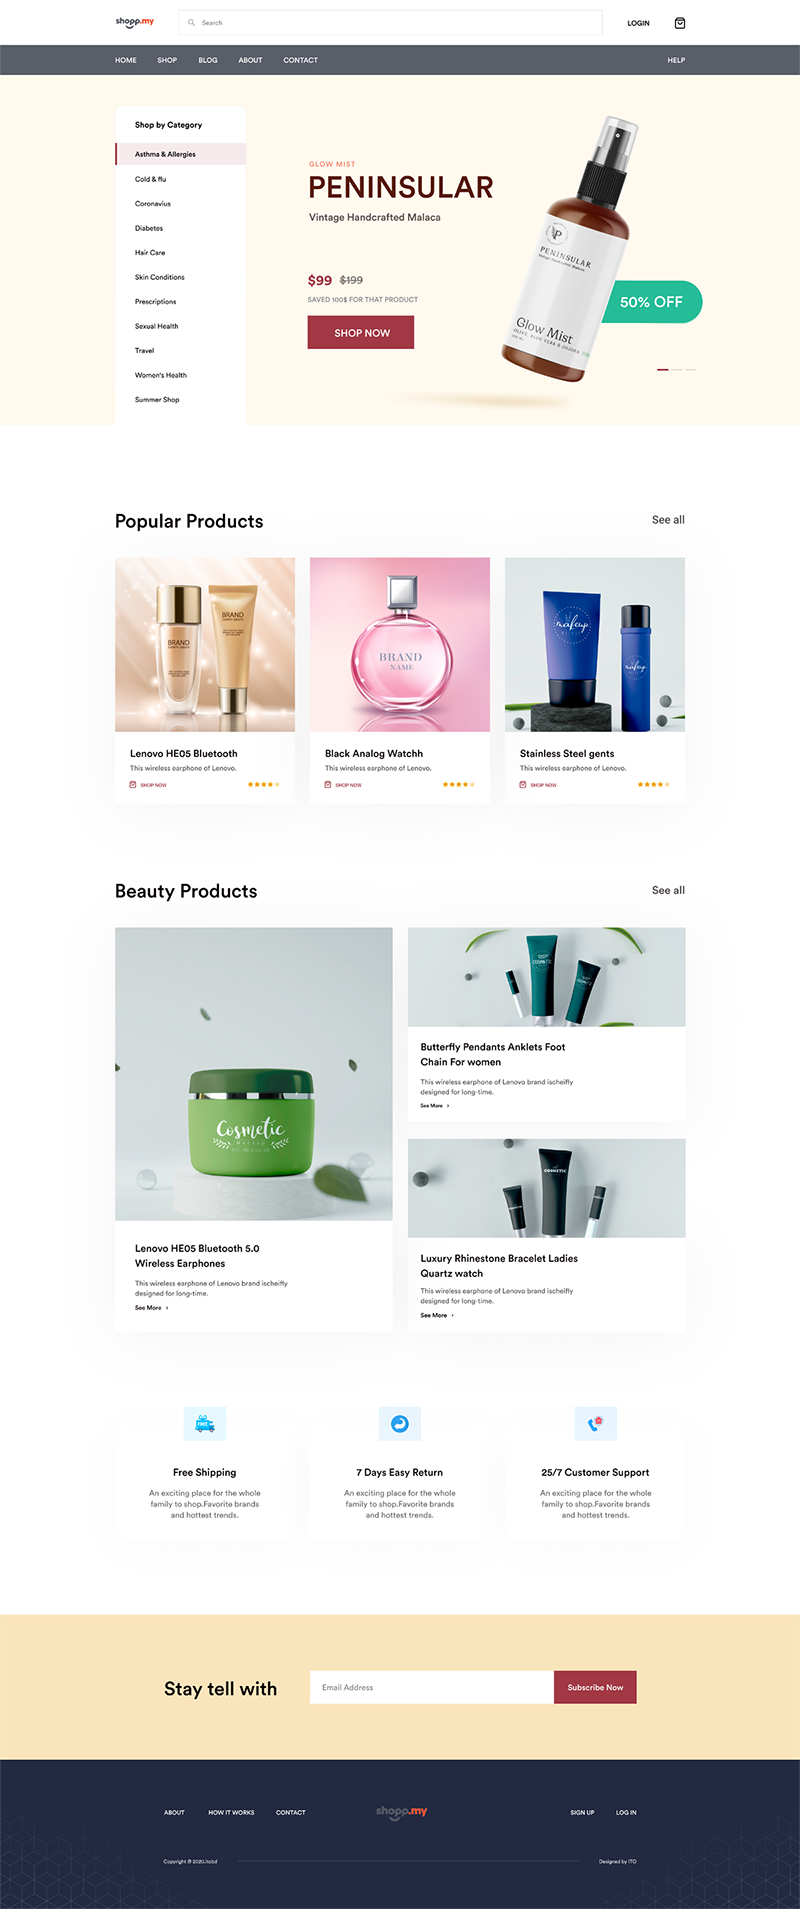 shopp.my
Search
LOGIN
HOME
SHOP
BLOG
ABOUT
CONTACT
HELP
Shop by Category
Asthma & Allergies
Cold & flu
Coronavius
Diabetes
Hair Care
Skin Conditions
Prescriptions
Sexual Health
Travel
Women's Health
Summer Shop
GLOW MIST
PENINSULAR
Vintage Handcrafted Malaca
$99 $199
SAVED 100$ FOR THAT PRODUCT
SHOP NOW
P
PENINSULAR
Vintage Handcrafted Malaca
Glow Mist
OLIVE, ALOE VERA & JOJOBA
50% OFF
Popular Products
See all
BRAND
BRAND
Lenovo HE05 Bluetooth
This wireless earphone of Lenovo.
SHOP NOW
BRAND
NAME
Black Analog Watchh
This wireless earphone of Lenovo.
SHOP NOW
makeup
makeup
Stainless Steel gents
This wireless earphone of Lenovo.
SHOP NOW
Beauty Products
See all
Cosmetic
Lenovo HE05 Bluetooth 5.0
Wireless Earphones
This wireless earphone of Lenovo brand ischeifly
designed for long-time.
See More ›
COSMETIC
Butterfly Pendants Anklets Foot
Chain For women
This wireless earphone of Lenovo brand ischeifly
designed for long-time.
See More ›
COSMETIC
Luxury Rhinestone Bracelet Ladies
Quartz watch
This wireless earphone of Lenovo brand ischeifly
designed for long-time.
See More ›
FREE
Free Shipping
An exciting place for the whole
family to shop.Favorite brands
and hottest trends.
7 Days Easy Return
An exciting place for the whole
family to shop.Favorite brands
and hottest trends.
25/7 Customer Support
An exciting place for the whole
family to shop.Favorite brands
and hottest trends.
Stay tell with
Email Address
Subscribe Now
ABOUT
HOW IT WORKS
CONTACT
shopp.my
SIGN UP
LOG IN
Copyright @ 2020.itobd
Designed by ITO